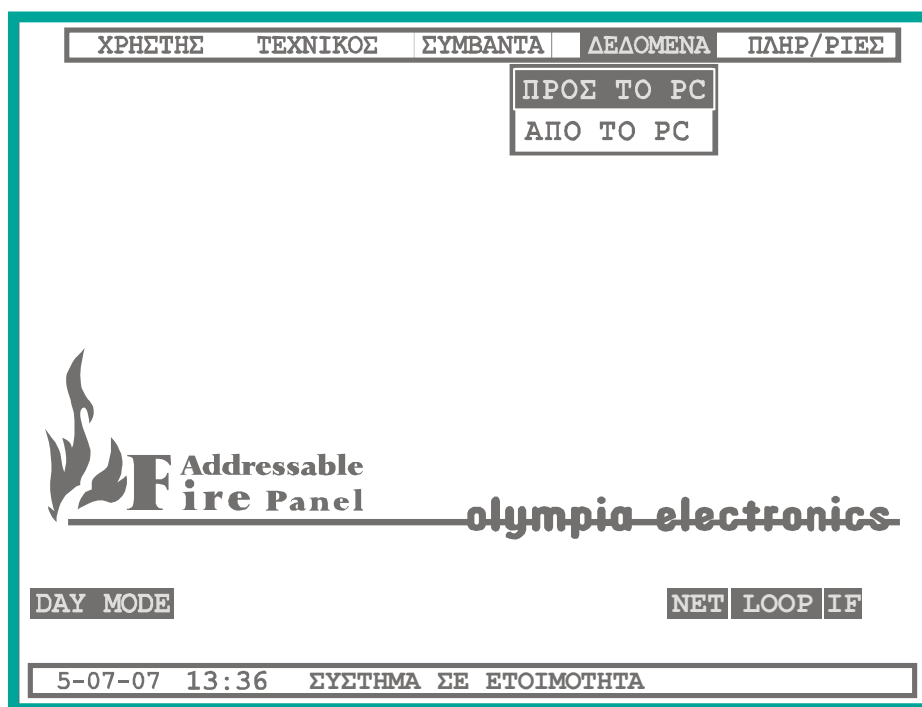 ΧΡΗΣΤΗΣ ΤΕΧΝΙΚΟΣ ΣΥΜΒΑΝΤΑ ΔΕΔΟΜΕΝΑ ΠΛΗΡ/ΡΙΕΣ
ΠΡΟΣ ΤΟ PC
ΑΠΟ ΤΟ PC
Addressable
Fire Panel
olympia electronics
DAY MODE NET LOOP IF
5-07-07 13:36 ΣΥΣΤΗΜΑ ΣΕ ΕΤΟΙΜΟΤΗΤΑ